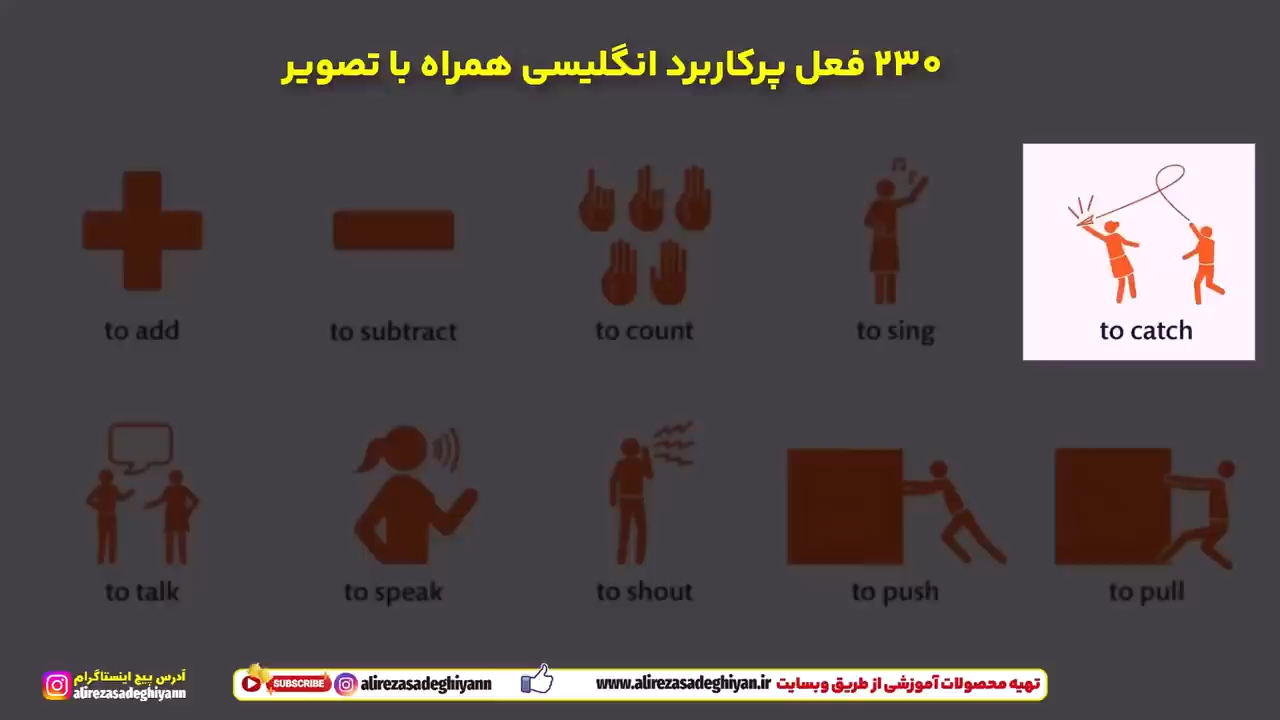 ۲۳۰ فعل پرکاربرد انگلیسی همراه با تصویر
to add
to subtract
to count
to sing
to catch
to talk
to speak
to shout
to push
to pull
آدرس پیج اینستاگرام
alirezasadeghiyann
SUBSCRIBE
alirezasadeghiyann
www.alirezasadeghiyan.ir تهیه محصولات آموزشی از طریق وبسایت